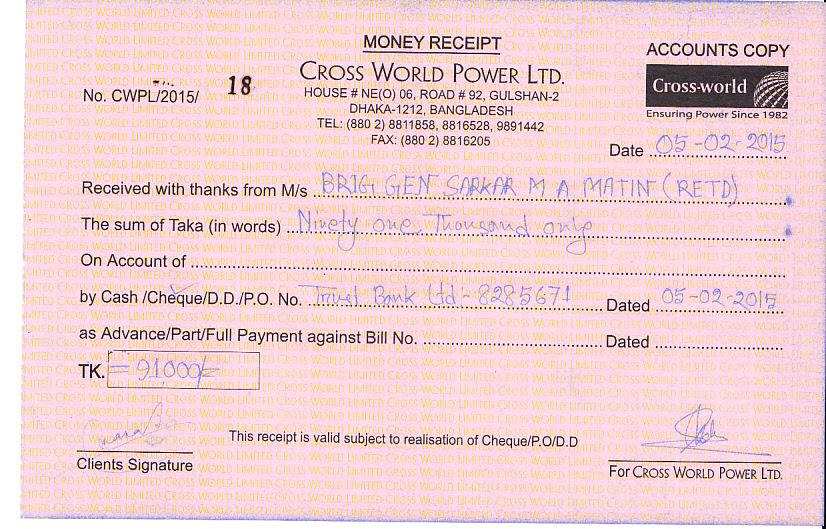 MONEY RECEIPT
ACCOUNTS COPY
CROSS WORLD POWER LTD.
Cross-world
Ensuring Power Since 1982
No. CWPL/2015/ 18
HOUSE # NE(O) 06, ROAD # 92, GULSHAN-2
DHAKA-1212, BANGLADESH
TEL: (880 2) 8811858, 8816528, 9891442
FAX: (880 2) 8816205
Date 05-02-2015
Received with thanks from M/s BRIG GEN SARKAR M A MATIN (RETD)
The sum of Taka (in words) Ninety one Thousand only
On Account of
by Cash /Cheque/D.D./P.O. No. Trust Bank Ltd - 8285671 Dated 05-02-2015
as Advance/Part/Full Payment against Bill No. Dated
TK. =91000/=
This receipt is valid subject to realisation of Cheque/P.O/D.D
Clients Signature
For CROSS WORLD POWER LTD.